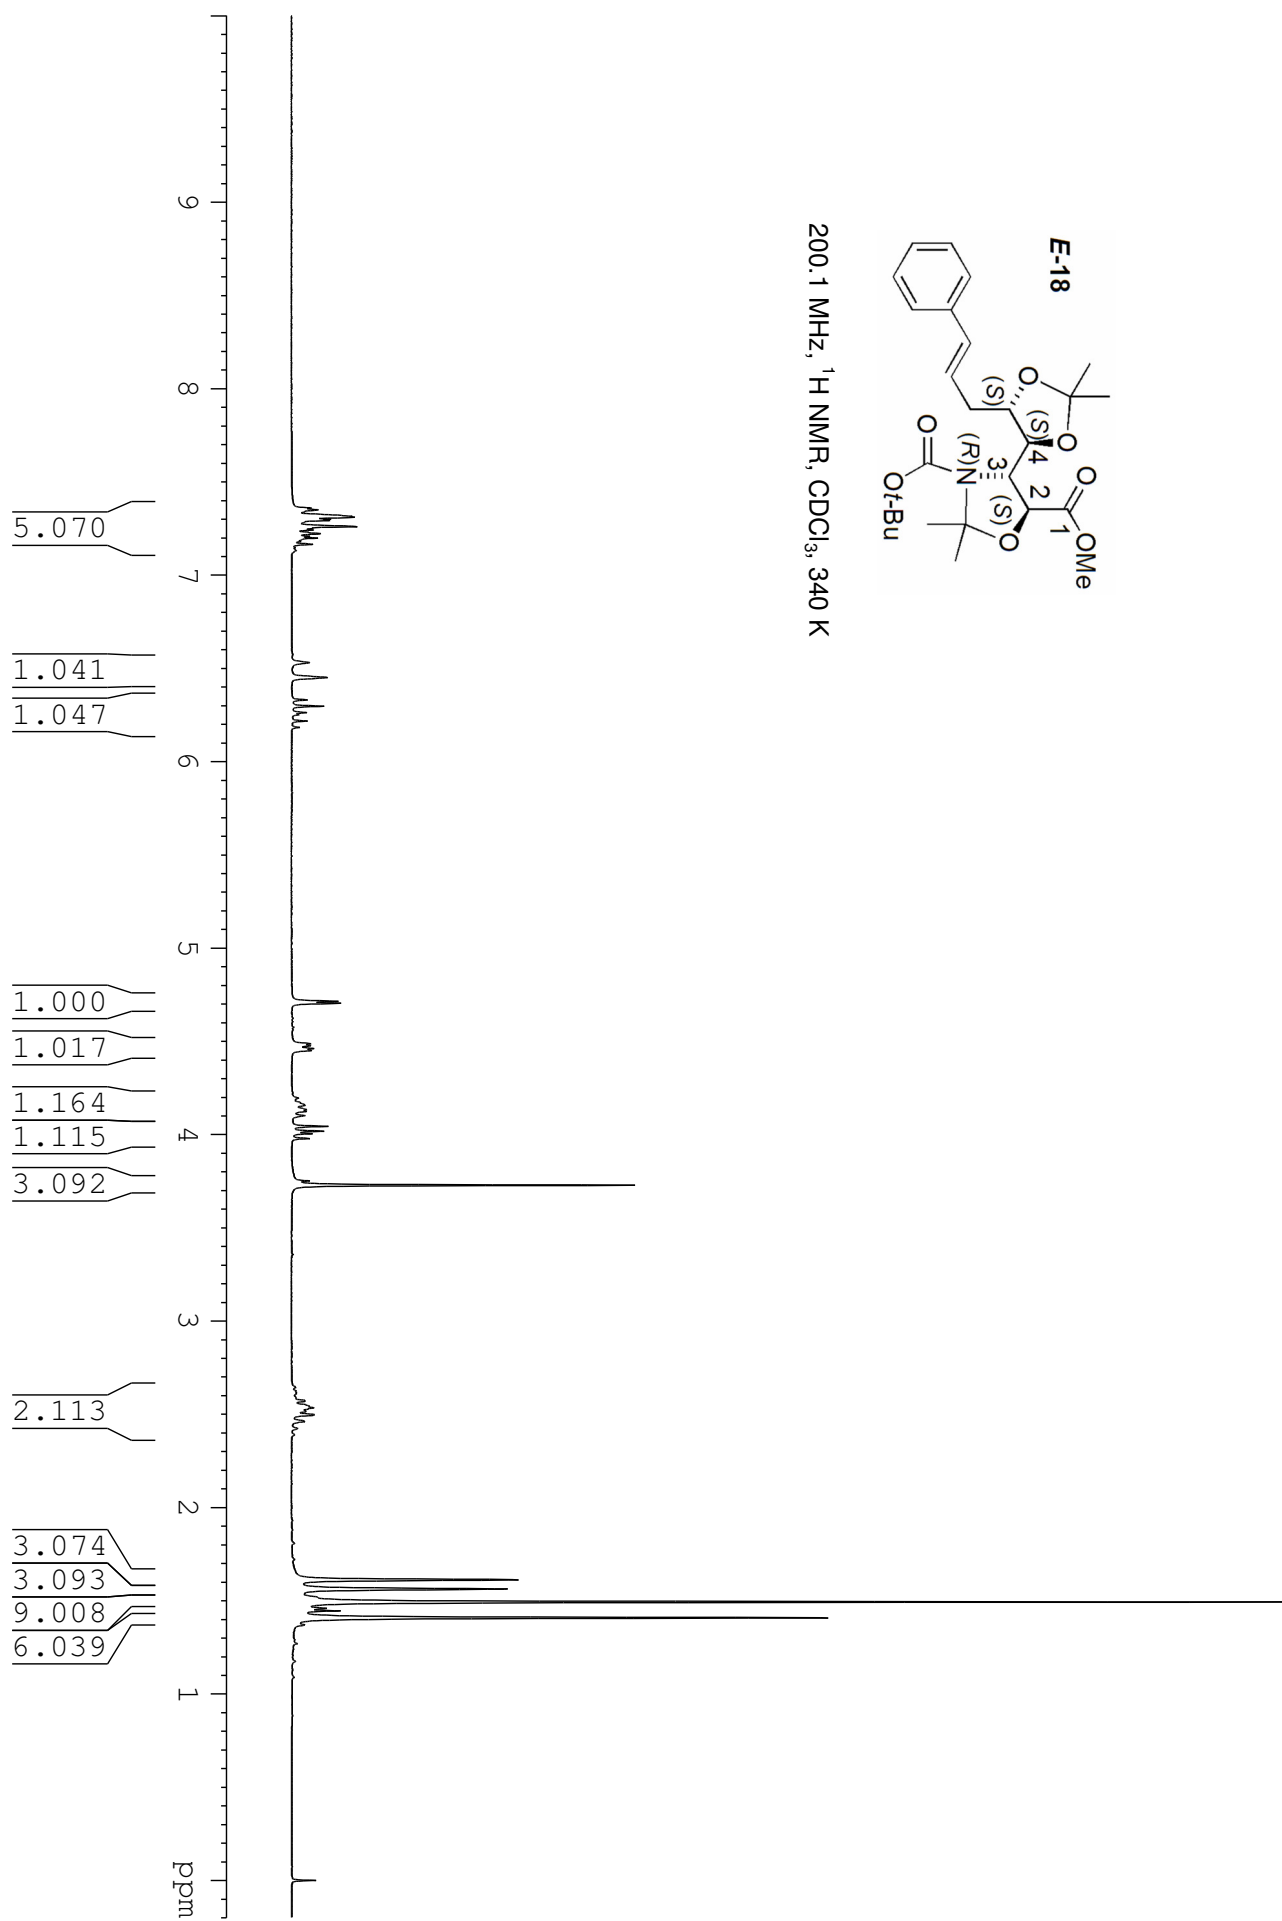 E-18
O
O
O
OMe
1
2
(S)
(S)
4
3
(S)
(R)
N
O
O
Ot-Bu
200.1 MHz, ¹H NMR, CDCl₃, 340 K
9
8
7
6
5
4
3
2
1
ppm
5.070
1.041
1.047
1.000
1.017
1.164
1.115
3.092
2.113
3.074
3.093
9.008
6.039